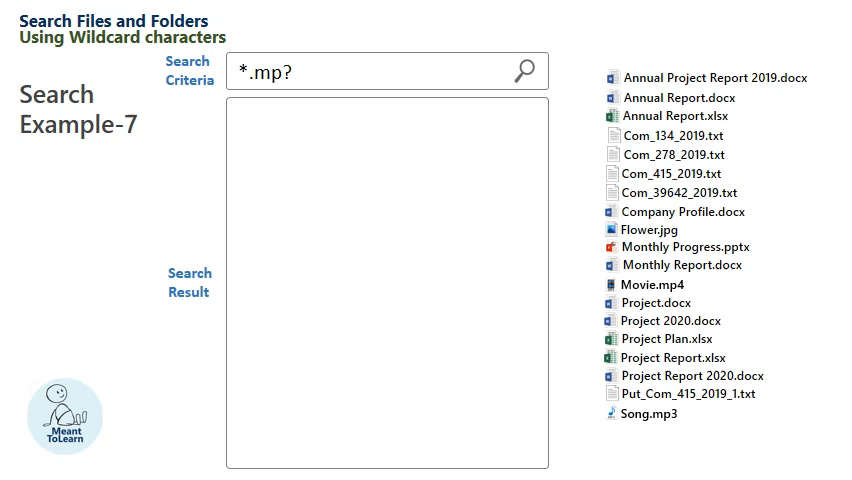 Search Files and Folders
Using Wildcard characters
Search
Example-7
Search
Criteria
*.mp?
Search
Result
Annual Project Report 2019.docx
Annual Report.docx
Annual Report.xlsx
Com_134_2019.txt
Com_278_2019.txt
Com_415_2019.txt
Com_39642_2019.txt
Company Profile.docx
Flower.jpg
Monthly Progress.pptx
Monthly Report.docx
Movie.mp4
Project.docx
Project 2020.docx
Project Plan.xlsx
Project Report.xlsx
Project Report 2020.docx
Put_Com_415_2019_1.txt
Song.mp3
Meant
ToLearn